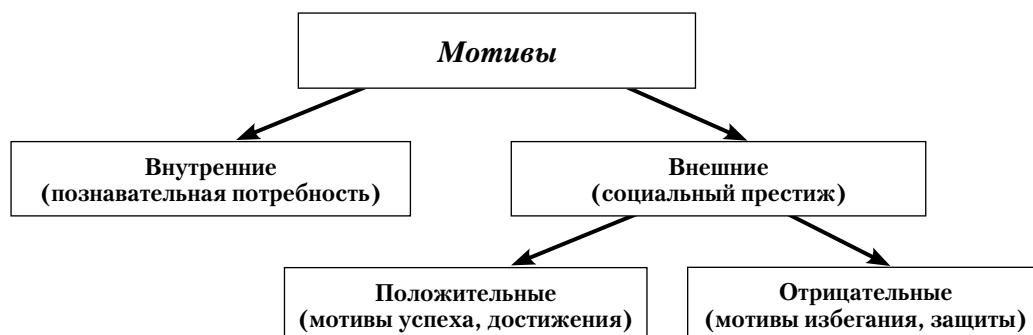 Мотивы
Внутренние
(познавательная потребность)
Внешние
(социальный престиж)
Положительные
(мотивы успеха, достижения)
Отрицательные
(мотивы избегания, защиты)